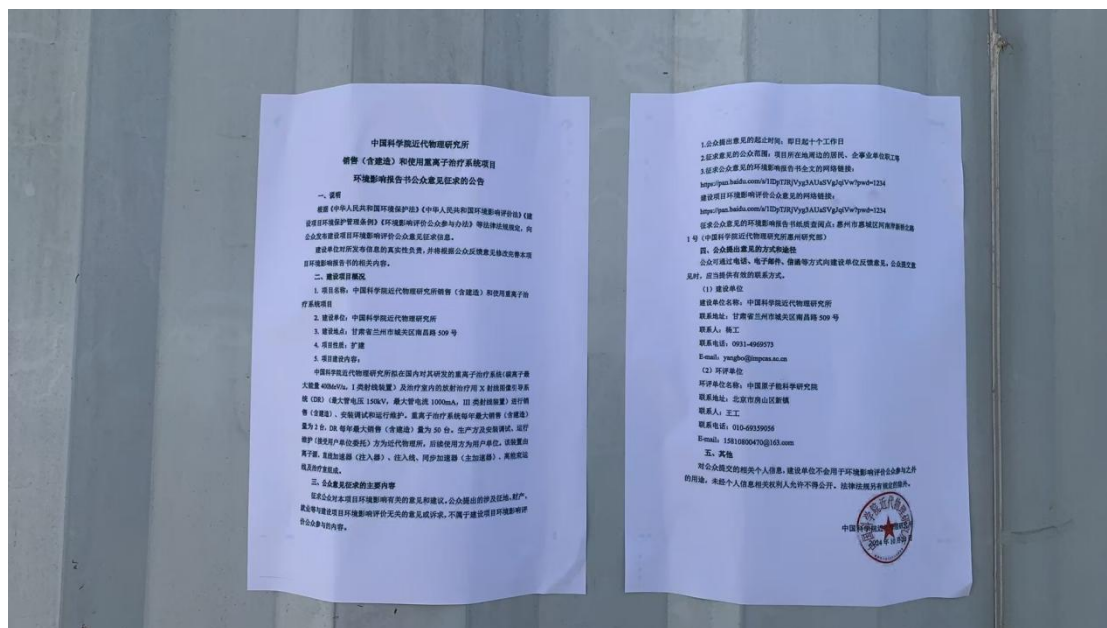 中国科学院近代物理研究所
销售（含建造）和使用重离子治疗系统项目
环境影响报告书公众意见征求的公告
一、说明
根据《中华人民共和国环境保护法》《中华人民共和国环境影响评价法》《建
设项目环境保护管理条例》《环境影响评价公众参与办法》等法律法规规定，向
公众发布建设项目环境影响评价公众意见征求信息。
建设单位对所发布信息的真实性负责，并将根据公众反馈意见修改完善本项
目环境影响报告书的相关内容。
二、建设项目概况
1. 项目名称：中国科学院近代物理研究所销售（含建造）和使用重离子治
疗系统项目
2. 建设单位：中国科学院近代物理研究所
3. 建设地点：甘肃省兰州市城关区南昌路 509 号
4. 项目性质：扩建
5. 项目建设内容：
中国科学院近代物理研究所拟在国内对其研发的重离子治疗系统（碳离子最
大能量 400MeV/u，I 类射线装置）及治疗室内的放射治疗用 X 射线图像引导系
统（DR）（最大管电压 150kV，最大管电流 1000mA，III 类射线装置）进行销
售（含建造）、安装调试和运行维护。重离子治疗系统每年最大销售（含建造）
量为 2 台，DR 每年最大销售（含建造）量为 50 台。生产方及安装调试、运行
维护（接受用户单位委托）方为近代物理所，后续使用方为用户单位。该装置由
离子源、直线加速器（注入器）、注入线、同步加速器（主加速器）、高能束运
线及治疗室组成。
三、公众意见征求的主要内容
征求公众对本项目环境影响有关的意见和建议。公众提出的涉及征地、财产、
就业等与建设项目环境影响评价无关的意见或诉求，不属于建设项目环境影响评
价公众参与的内容。
1.公众提出意见的起止时间：即日起十个工作日
2.征求意见的公众范围：项目所在地周边的居民、企事业单位职工等
3.征求公众意见的环境影响报告书全文的网络链接：
https://pan.baidu.com/s/1IDyTJRjVyg3AUaSVgJqiVw?pwd=1234
建设项目环境影响评价公众意见的网络链接：
https://pan.baidu.com/s/1IDyTJRjVyg3AUaSVgJqiVw?pwd=1234
征求公众意见的环境影响报告书纸质查阅点：惠州市惠城区河南岸新村北路
1 号（中国科学院近代物理研究所惠州研究部）
四、公众提出意见的方式和途径
公众可通过电话、电子邮件、信函等方向建设单位反馈意见。公众提交意
见时，应当提供有效的联系方式。
（1）建设单位
建设单位名称：中国科学院近代物理研究所
联系地址：甘肃省兰州市城关区南昌路 509 号
联系人：杨工
联系电话：0931-4969573
E-mail：yangbo@impcas.ac.cn
（2）环评单位
环评单位名称：中国原子能科学研究院
联系地址：北京市房山区新镇
联系人：王工
联系电话：010-69359056
E-mail：15810800470@163.com
五、其他
对公众提交的相关个人信息，建设单位不会用于环境影响评价公众参与之外
的用途，未经个人信息相关权利人允许不得公开。法律法规另有规定的除外。
中国科学院近代物理研究所